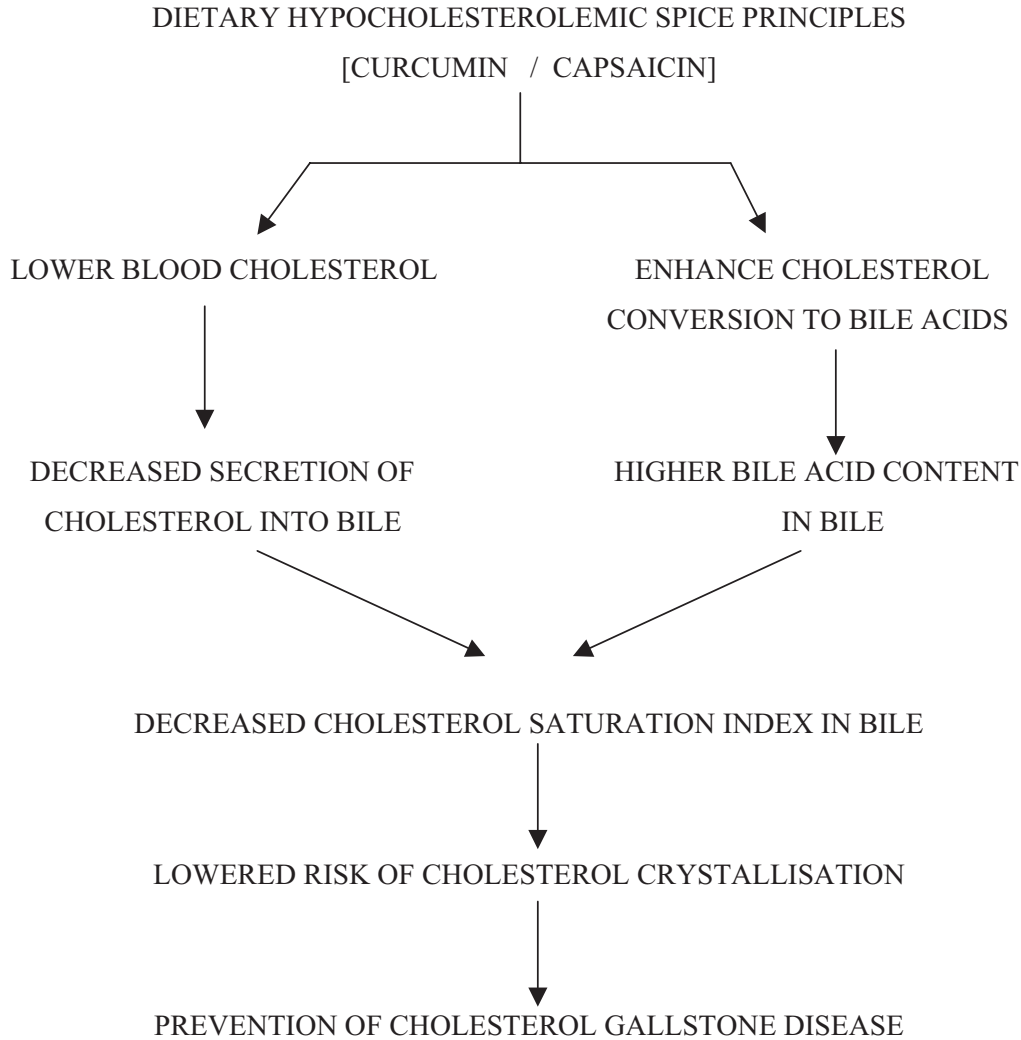 DIETARY HYPOCHOLESTEROLEMIC SPICE PRINCIPLES
[CURCUMIN / CAPSAICIN]
LOWER BLOOD CHOLESTEROL
ENHANCE CHOLESTEROL
CONVERSION TO BILE ACIDS
DECREASED SECRETION OF
CHOLESTEROL INTO BILE
HIGHER BILE ACID CONTENT
IN BILE
DECREASED CHOLESTEROL SATURATION INDEX IN BILE
LOWERED RISK OF CHOLESTEROL CRYSTALLISATION
PREVENTION OF CHOLESTEROL GALLSTONE DISEASE